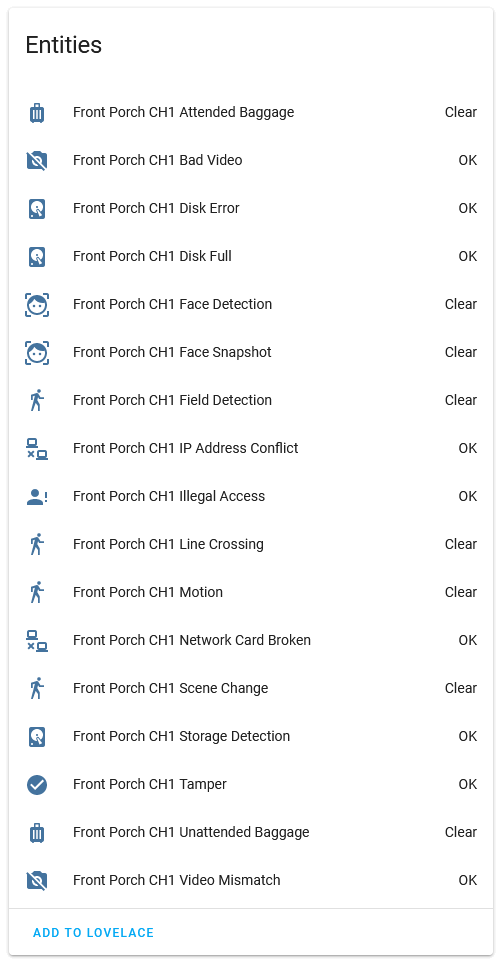 Entities
Front Porch CH1 Attended Baggage Clear
Front Porch CH1 Bad Video OK
Front Porch CH1 Disk Error OK
Front Porch CH1 Disk Full OK
Front Porch CH1 Face Detection Clear
Front Porch CH1 Face Snapshot Clear
Front Porch CH1 Field Detection Clear
Front Porch CH1 IP Address Conflict OK
Front Porch CH1 Illegal Access OK
Front Porch CH1 Line Crossing Clear
Front Porch CH1 Motion Clear
Front Porch CH1 Network Card Broken OK
Front Porch CH1 Scene Change Clear
Front Porch CH1 Storage Detection OK
Front Porch CH1 Tamper OK
Front Porch CH1 Unattended Baggage Clear
Front Porch CH1 Video Mismatch OK
ADD TO LOVELACE